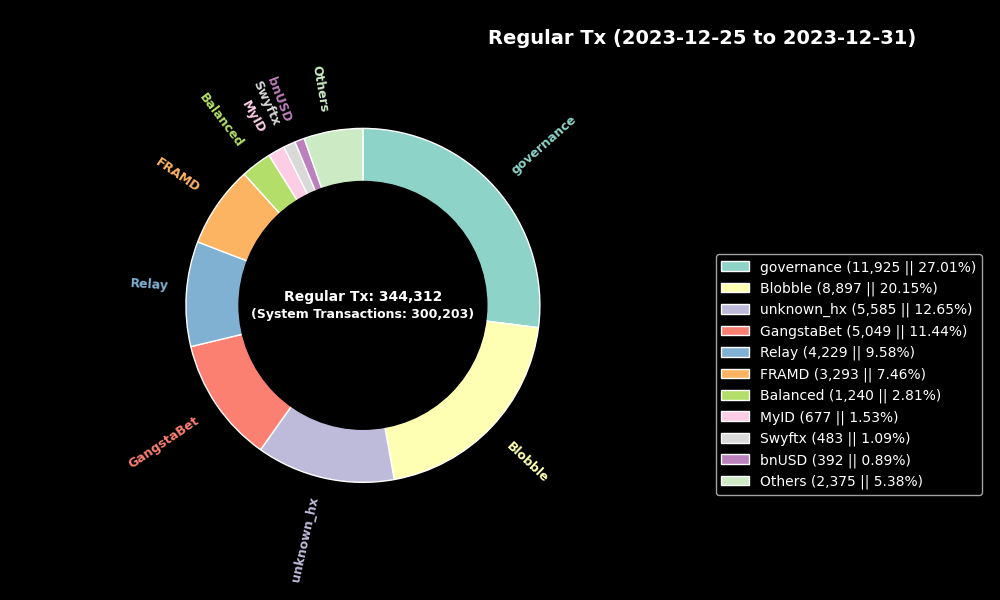 Regular Tx (2023-12-25 to 2023-12-31)
Others
bnUSD
Swyftx
MyID
Balanced
governance
FRAMD
Relay
Regular Tx: 344,312
(System Transactions: 300,203)
GangstaBet
Blobble
unknown_hx
governance (11,925 || 27.01%)
Blobble (8,897 || 20.15%)
unknown_hx (5,585 || 12.65%)
GangstaBet (5,049 || 11.44%)
Relay (4,229 || 9.58%)
FRAMD (3,293 || 7.46%)
Balanced (1,240 || 2.81%)
MyID (677 || 1.53%)
Swyftx (483 || 1.09%)
bnUSD (392 || 0.89%)
Others (2,375 || 5.38%)